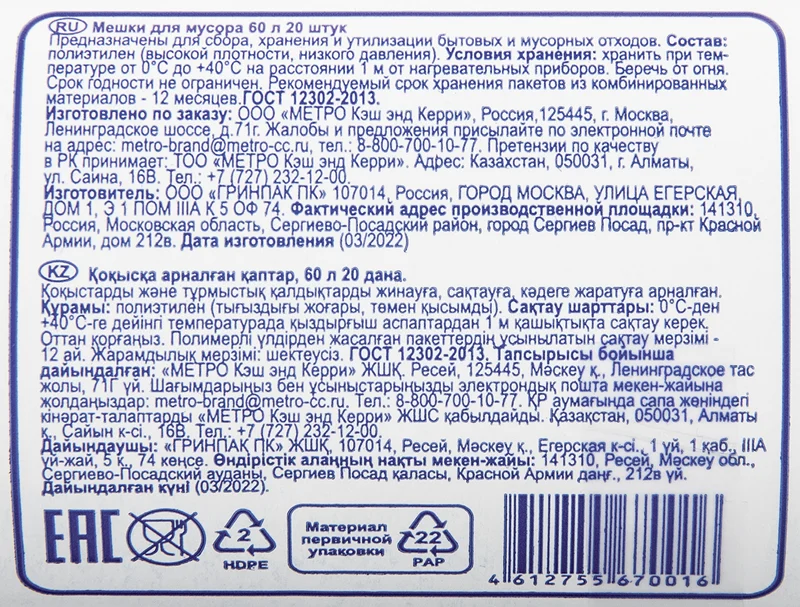 RU Мешки для мусора 60 л 20 штук
Предназначены для сбора, хранения и утилизации бытовых и мусорных отходов. Состав:
полиэтилен (высокой плотности, низкого давления). Условия хранения: хранить при тем-
пературе от 0°С до +40°С на расстоянии 1 м от нагревательных приборов. Беречь от огня.
Срок годности не ограничен. Рекомендуемый срок хранения пакетов из комбинированных
материалов - 12 месяцев.ГОСТ 12302-2013.
Изготовлено по заказу: ООО «МЕТРО Кэш энд Керри», Россия,125445, г. Москва,
Ленинградское шоссе, д.71г. Жалобы и предложения присылайте по электронной почте
на адрес: metro-brand@metro-cc.ru, тел.: 8-800-700-10-77. Претензии по качеству
в РК принимает: ТОО «МЕТРО Кэш энд Керри». Адрес: Казахстан, 050031, г. Алматы,
ул. Саина, 16В. Тел.: +7 (727) 232-12-00.
Изготовитель: ООО «ГРИНПАК ПК» 107014, Россия, ГОРОД МОСКВА, УЛИЦА ЕГЕРСКАЯ,
ДОМ 1, Э 1 ПОМ IIIА К 5 ОФ 74. Фактический адрес производственной площадки: 141310,
Россия, Московская область, Сергиево-Посадский район, город Сергиев Посад, пр-кт Красной
Армии, дом 212в. Дата изготовления (03/2022)
KZ Қоқысқа арналған қаптар, 60 л 20 дана.
Қоқыстарды және тұрмыстық қалдықтарды жинауға, сақтауға, кәдеге жаратуға арналған.
Құрамы: полиэтилен (тығыздығы жоғары, төмен қысымды). Сақтау шарттары: 0°С-ден
+40°С-ге дейінгі температурада қыздырғыш аспаптардан 1 м қашықтықта сақтау керек.
Оттан қорғаңыз. Полимерлі үлдірден жасалған пакеттердің ұсынылатын сақтау мерзімі -
12 ай. Жарамдылық мерзімі: шектеусіз. ГОСТ 12302-2013. Тапсырысы бойынша
дайындалған: «МЕТРО Кэш энд Керри» ЖШҚ, Ресей, 125445, Мәскеу қ., Ленинградское тас
жолы, 71Г үй. Шағымдарыңыз бен ұсыныстарыңызды электрондық пошта мекен-жайына
жолдаңыздар: metro-brand@metro-cc.ru. Тел.: 8-800-700-10-77. ҚР аумағында сапа жөніндегі
кінәрат-талаптарды «МЕТРО Кэш энд Керри» ЖШС қабылдайды. Қазақстан, 050031, Алматы
қ., Сайын к-сі., 16В, Тел.: +7 (727) 232-12-00.
Дайындаушы: «ГРИНПАК ПК» ЖШҚ, 107014, Ресей, Мәскеу қ., Егерская к-сі., 1 үй, 1 қаб., IIIА
үй-жай, 5 к., 74 кеңсе. Өндірістік алаңның нақты мекен-жайы: 141310, Ресей, Мәскеу обл.,
Сергиево-Посадский ауданы, Сергиев Посад қаласы, Красной Армии даңғ., 212в үй.
Дайындалған күні (03/2022).
EAC
2
HDPE
Материал
первичной
упаковки
22
PAP
4 612755 670016